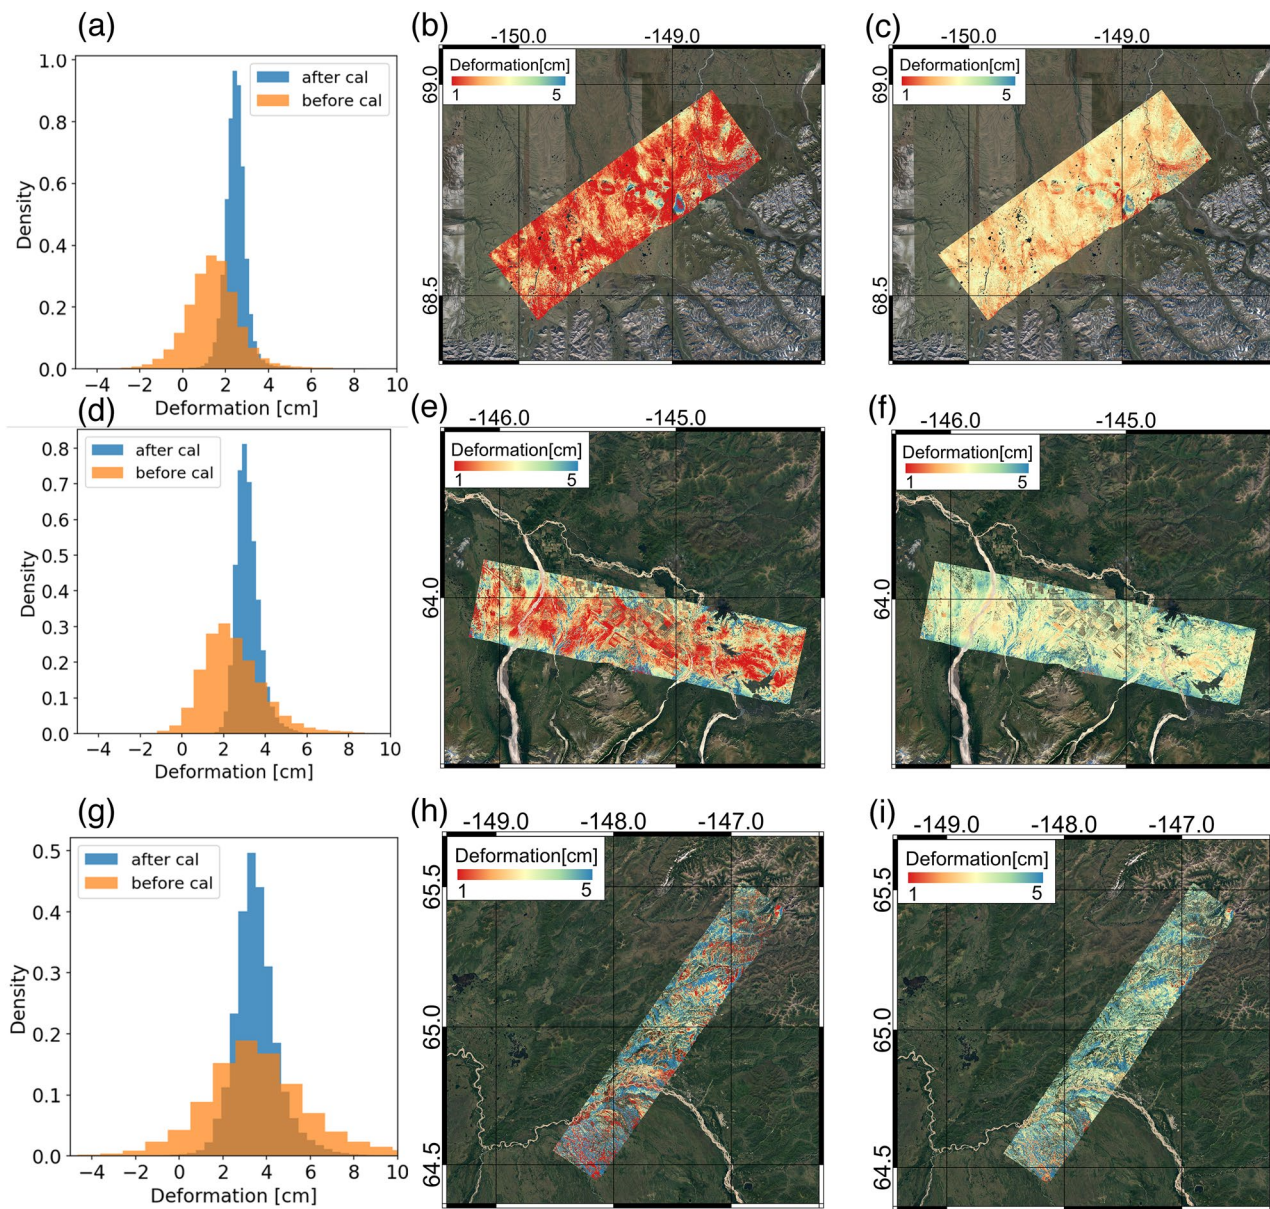 (a)
1.0
0.8
0.6
0.4
0.2
0.0
Density
after cal
before cal
−4 −2 0 2 4 6 8 10
Deformation [cm]
(b)
-150.0 -149.0
69.0
68.5
Deformation[cm]
1 5
(c)
-150.0 -149.0
69.0
68.5
Deformation[cm]
1 5
(d)
0.8
0.7
0.6
0.5
0.4
0.3
0.2
0.1
0.0
Density
after cal
before cal
−4 −2 0 2 4 6 8 10
Deformation [cm]
(e)
-146.0 -145.0
64.0
Deformation[cm]
1 5
(f)
-146.0 -145.0
64.0
Deformation[cm]
1 5
(g)
0.5
0.4
0.3
0.2
0.1
0.0
Density
after cal
before cal
−4 −2 0 2 4 6 8 10
Deformation [cm]
(h)
-149.0 -148.0 -147.0
65.5
65.0
64.5
Deformation[cm]
1 5
(i)
-149.0 -148.0 -147.0
65.5
65.0
64.5
Deformation[cm]
1 5